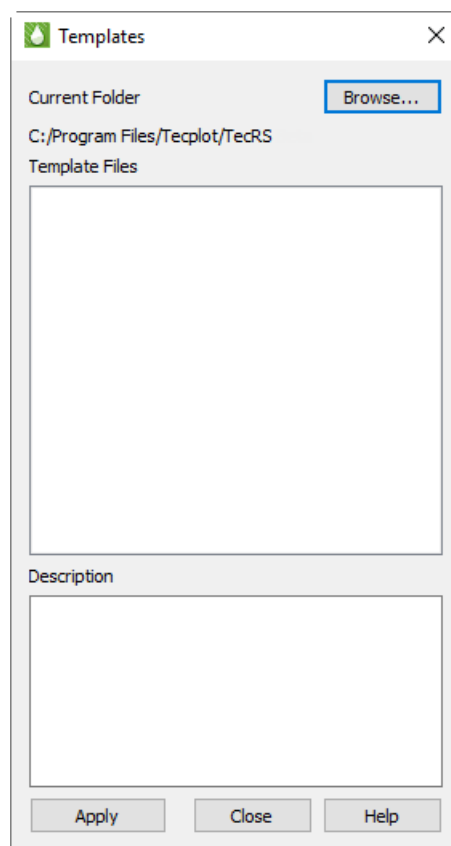 Templates
Current Folder
Browse...
C:/Program Files/Tecplot/TecRS
Template Files
Description
Apply
Close
Help